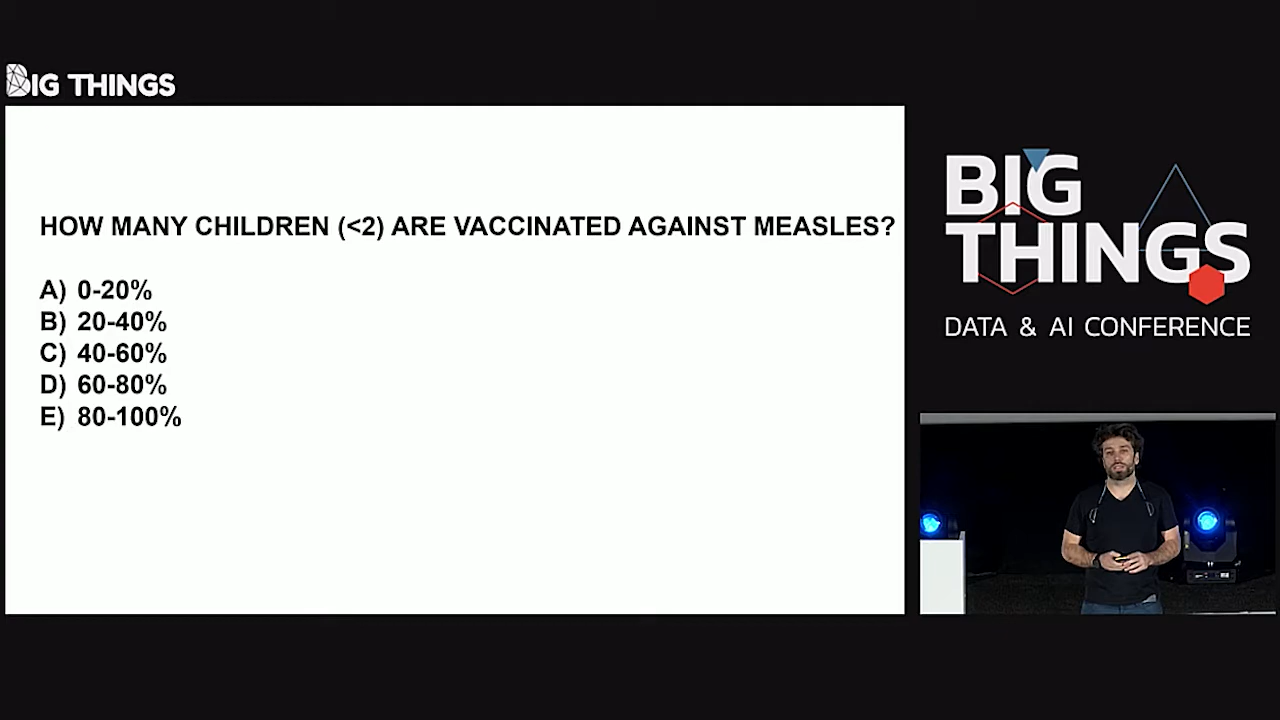 BIG THINGS
HOW MANY CHILDREN (<2) ARE VACCINATED AGAINST MEASLES?
A) 0-20%
B) 20-40%
C) 40-60%
D) 60-80%
E) 80-100%
BIG
THINGS
DATA & AI CONFERENCE